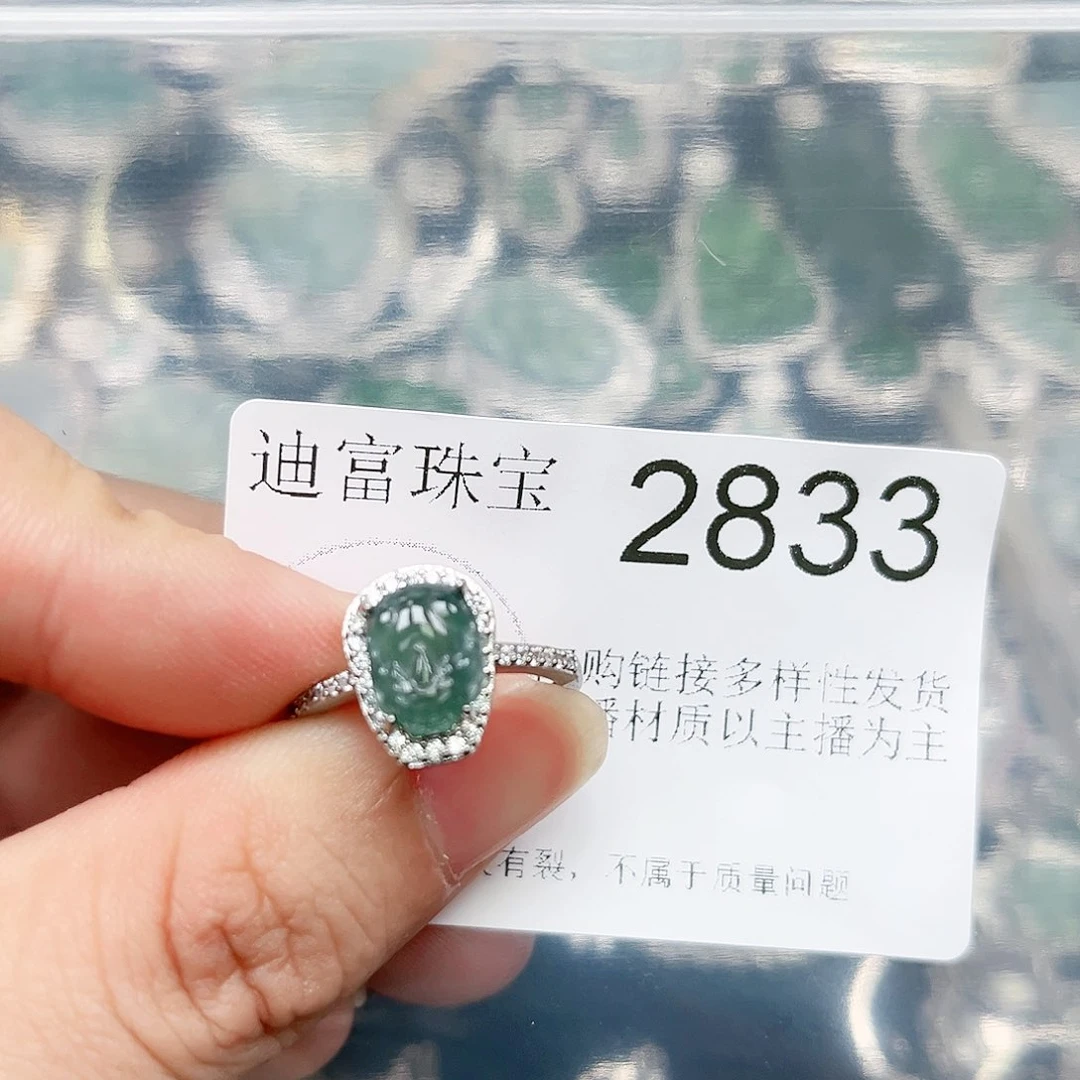 迪富珠宝 2833
购链接多样性发货
播材质以主播为主
有裂，不属于质量问题